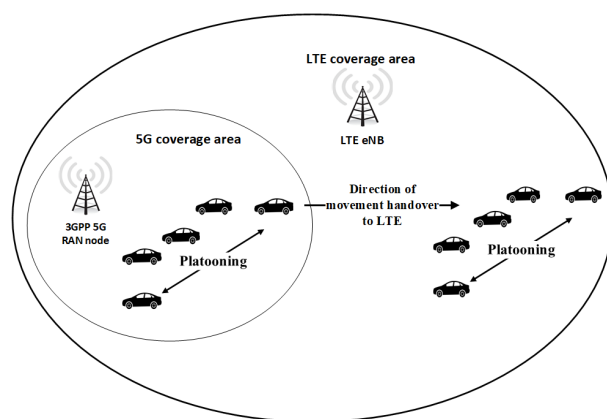 LTE coverage area
LTE eNB
5G coverage area
3GPP 5G
RAN node
Platooning
Direction of
movement handover
to LTE
Platooning